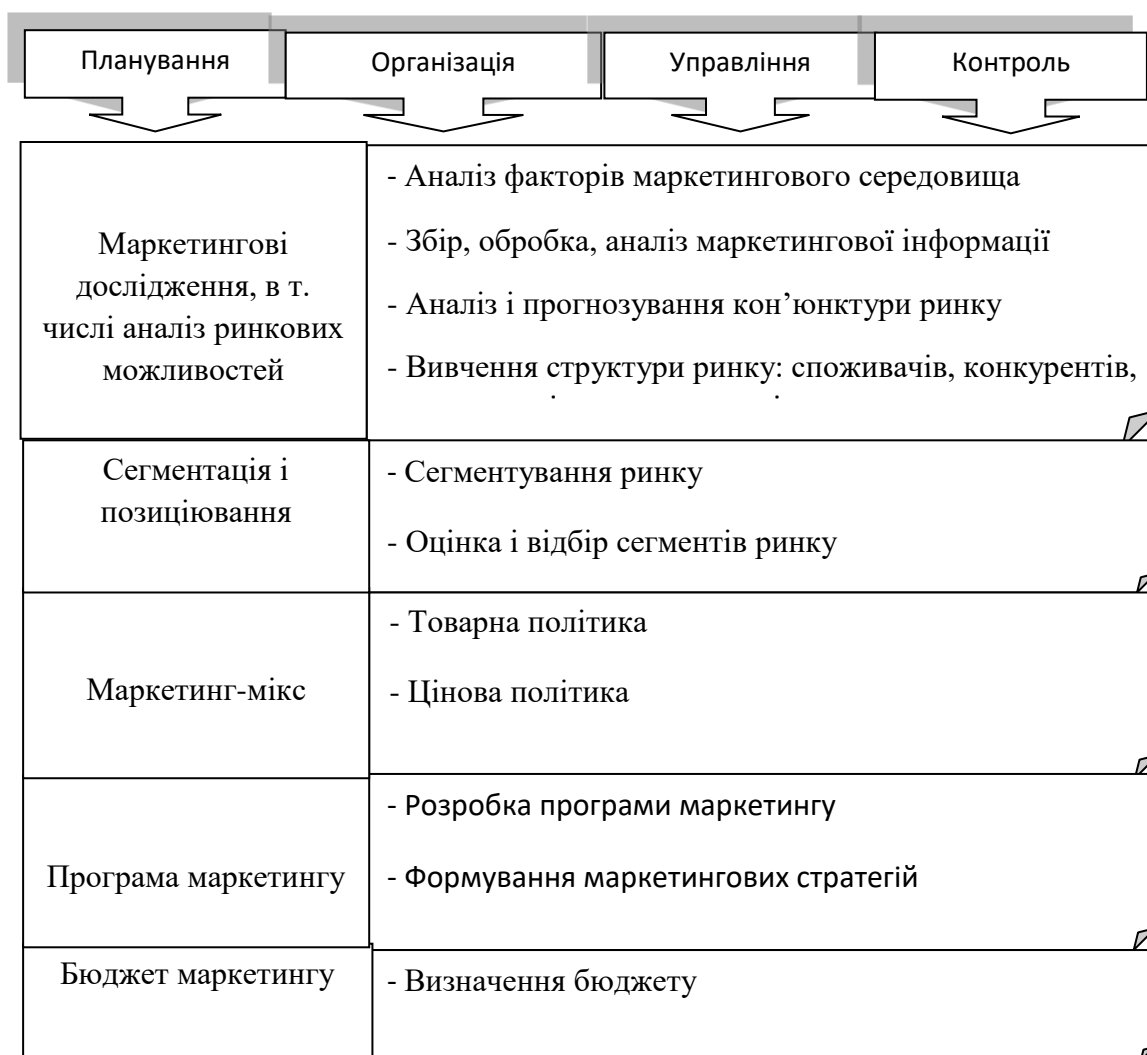 Планування Організація Управління Контроль
Маркетингові
дослідження, в т.
числі аналіз ринкових
можливостей
- Аналіз факторів маркетингового середовища
- Збір, обробка, аналіз маркетингової інформації
- Аналіз і прогнозування кон’юнктури ринку
- Вивчення структури ринку: споживачів, конкурентів,
Сегментація і
позиціювання
- Сегментування ринку
- Оцінка і відбір сегментів ринку
Маркетинг-мікс
- Товарна політика
- Цінова політика
Програма маркетингу
- Розробка програми маркетингу
- Формування маркетингових стратегій
Бюджет маркетингу
- Визначення бюджету